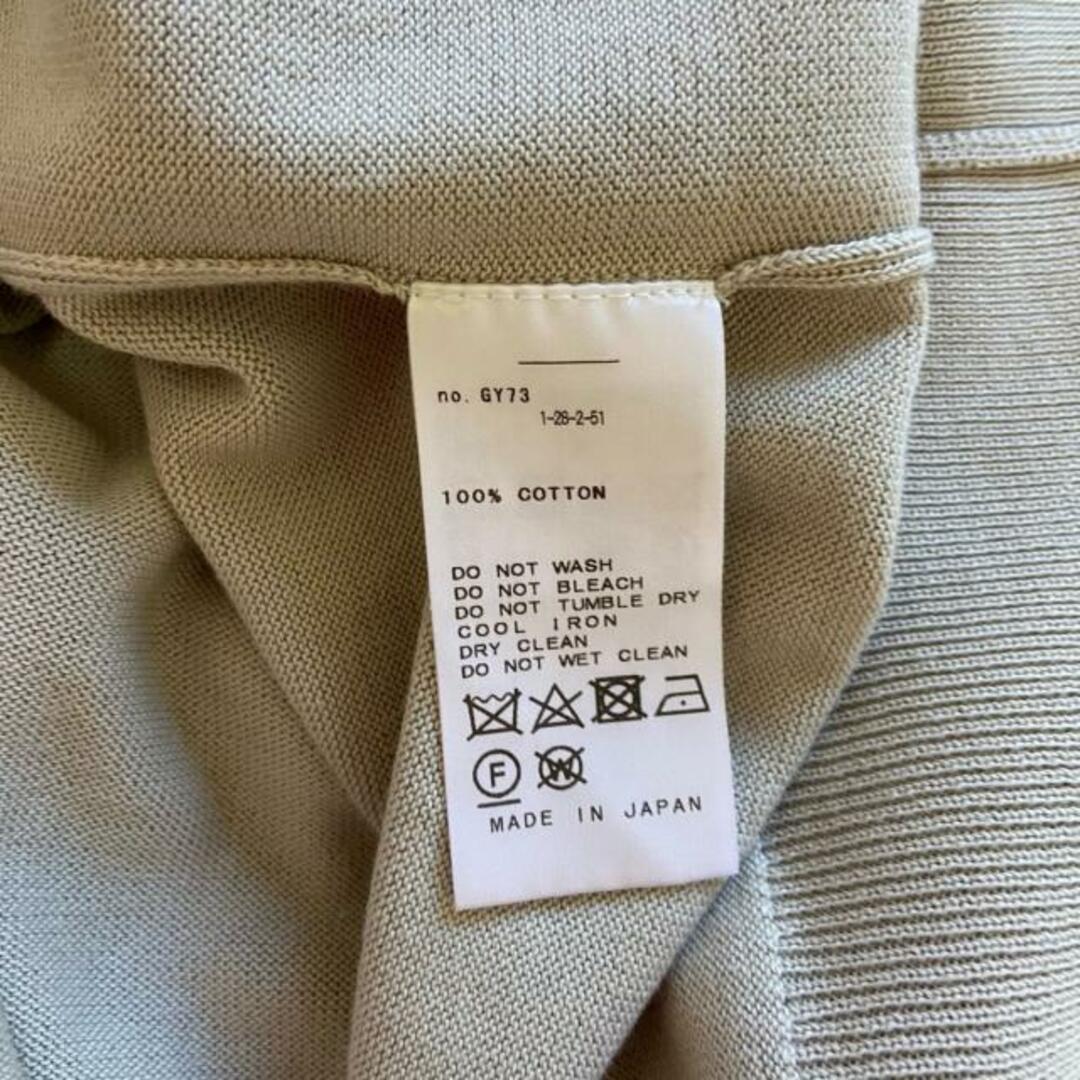 no. GY73
1-28-2-51
100% COTTON
DO NOT WASH
DO NOT BLEACH
DO NOT TUMBLE DRY
COOL IRON
DRY CLEAN
DO NOT WET CLEAN
F W
MADE IN JAPAN